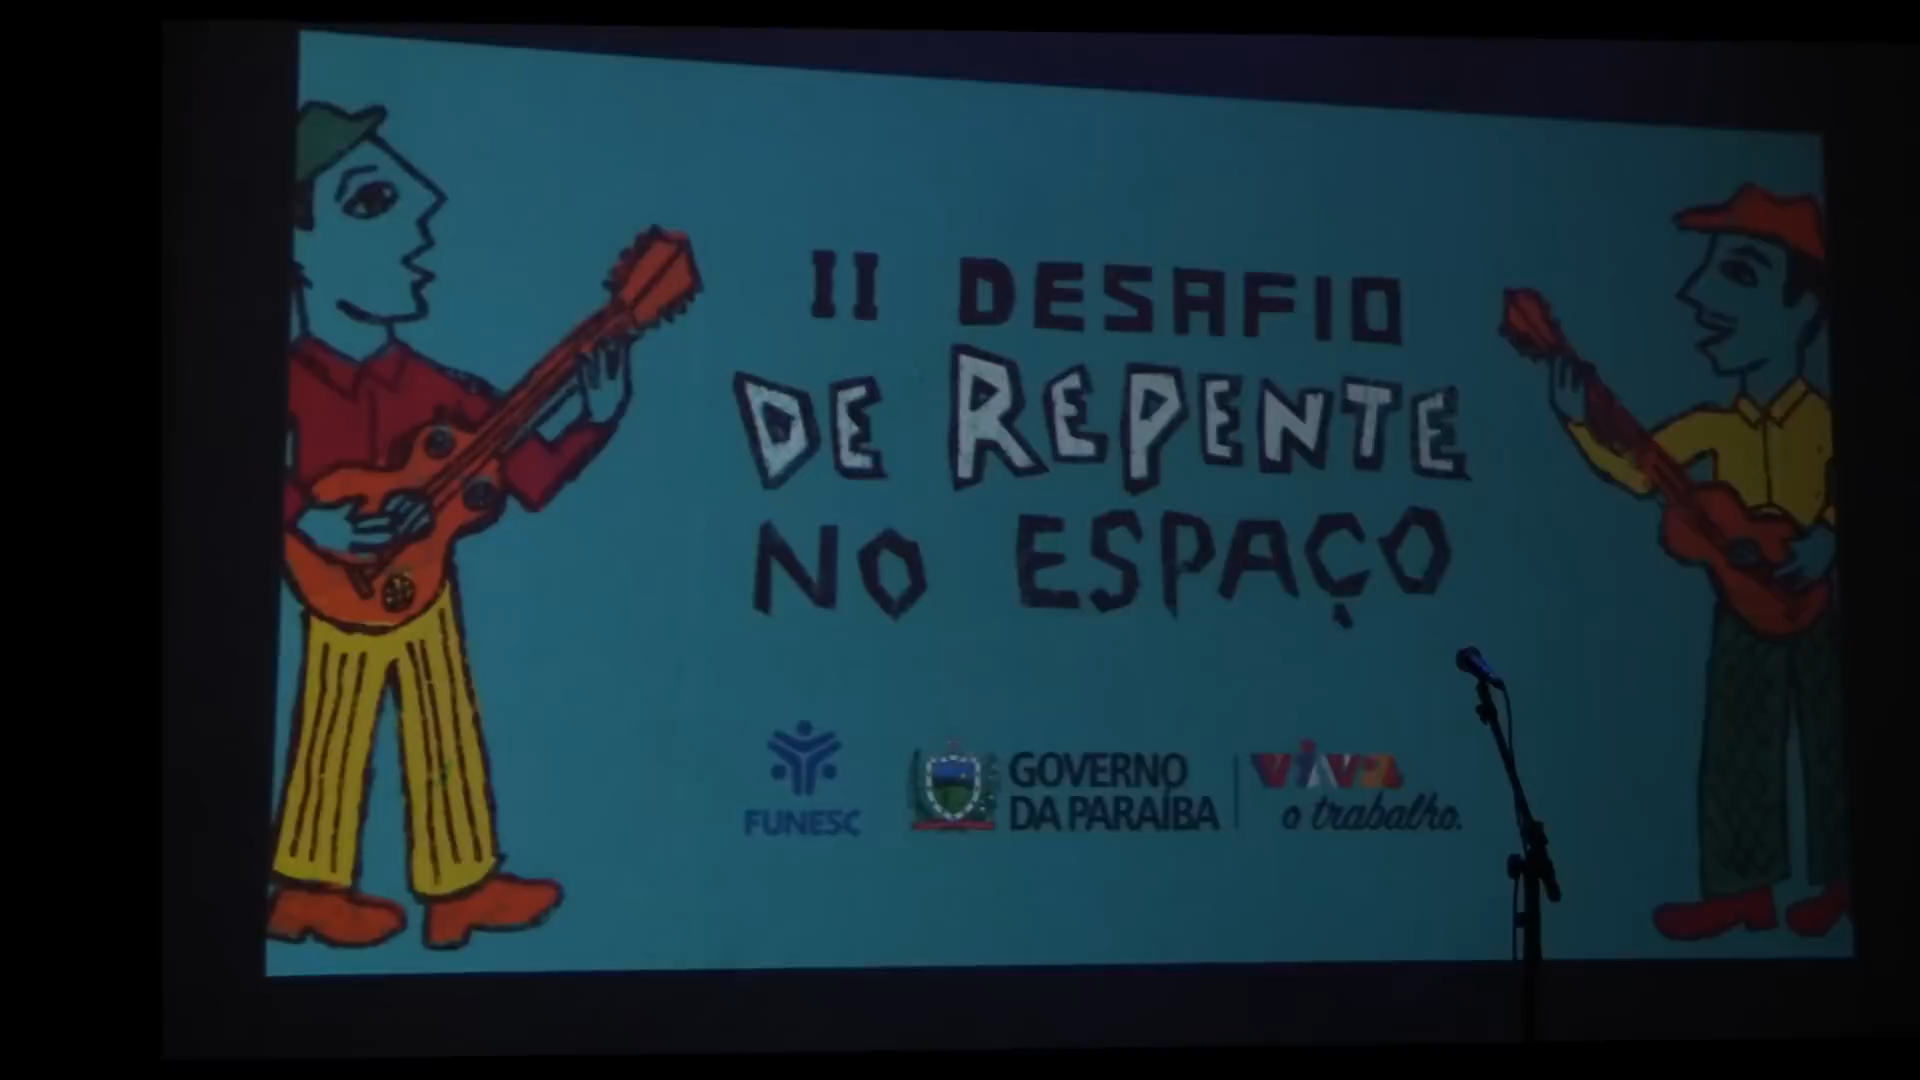 II DESAFIO
DE REPENTE
NO ESPAÇO
FUNESC
GOVERNO
DA PARAÍBA
viva
o trabalho.